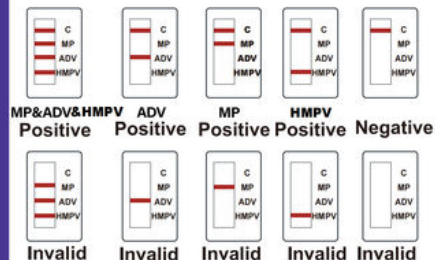 C
MP
ADV
HMPV
C
MP
ADV
HMPV
C
MP
ADV
HMPV
C
MP
ADV
HMPV
C
MP
ADV
HMPV
MP&ADV&HMPV ADV MP HMPV
Positive Positive Positive Positive Negative
C
MP
ADV
HMPV
C
MP
ADV
HMPV
C
MP
ADV
HMPV
C
MP
ADV
HMPV
C
MP
ADV
HMPV
Invalid Invalid Invalid Invalid Invalid